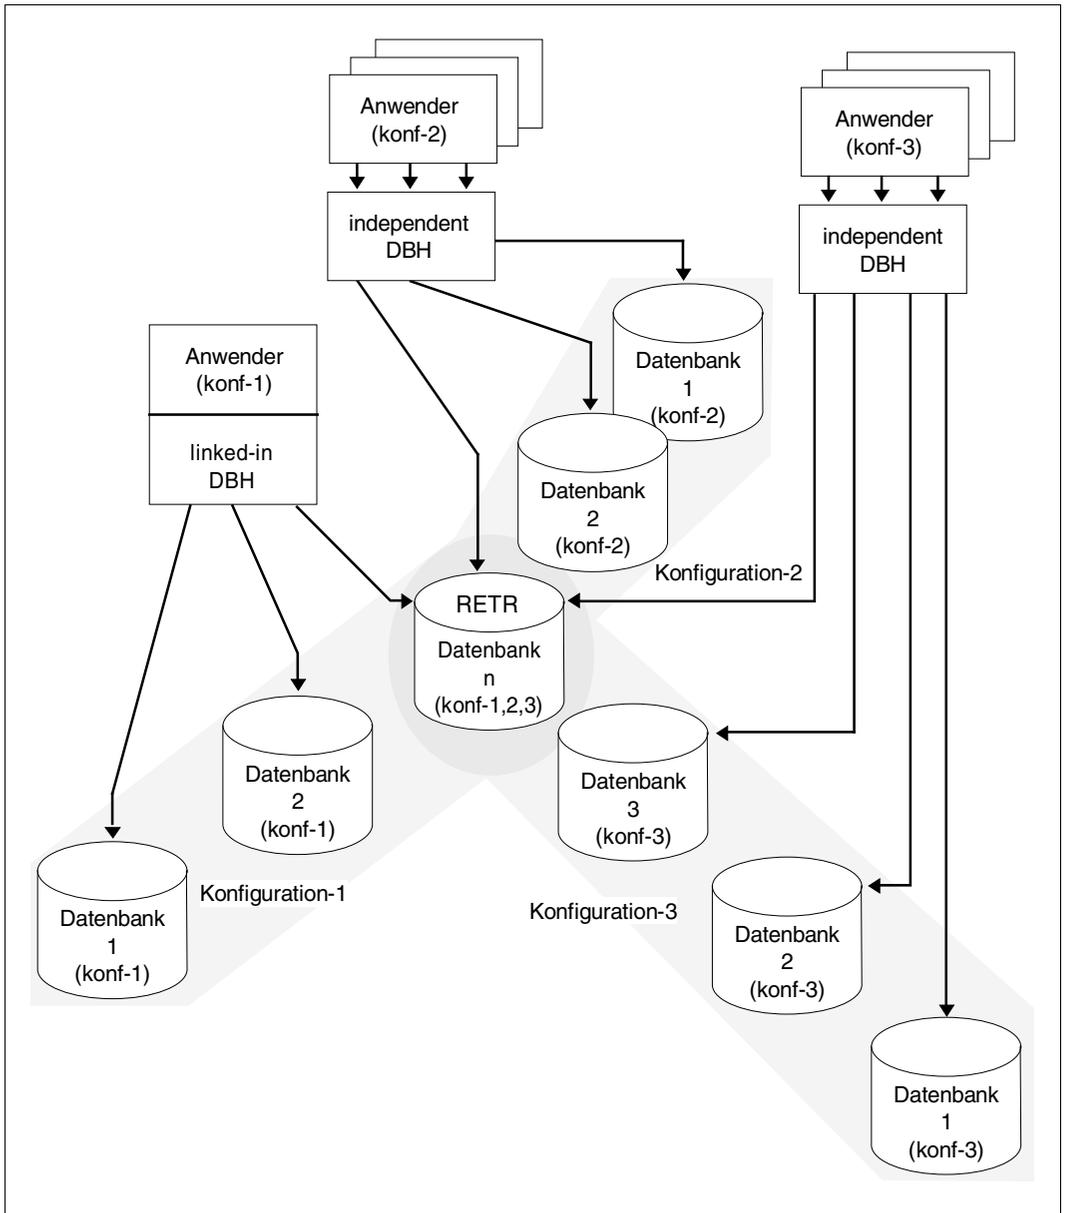 Anwender
(konf-2)
Anwender
(konf-3)
independent
DBH
independent
DBH
Anwender
(konf-1)
linked-in
DBH
Datenbank
1
(konf-2)
Datenbank
2
(konf-2)
Konfiguration-2
RETR
Datenbank
n
(konf-1,2,3)
Datenbank
2
(konf-1)
Datenbank
3
(konf-3)
Konfiguration-1
Datenbank
1
(konf-1)
Konfiguration-3
Datenbank
2
(konf-3)
Datenbank
1
(konf-3)